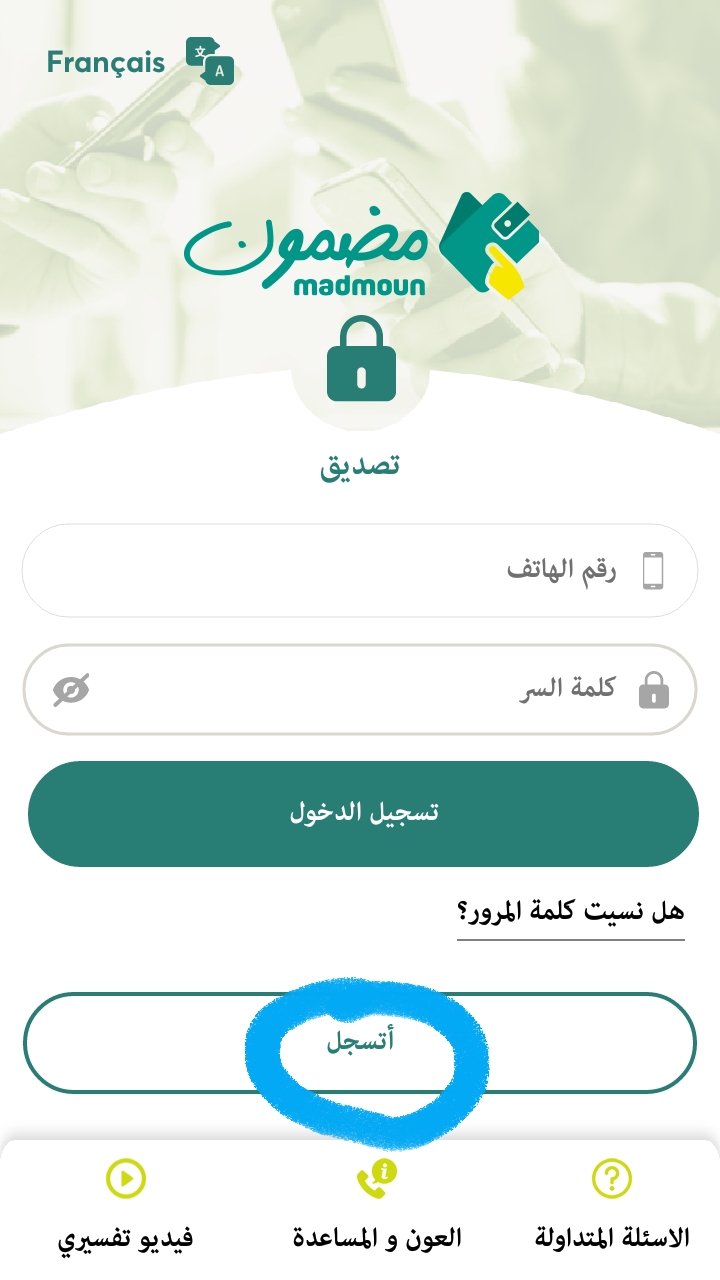 Français
文
A
مضمون
madmoun
تصديق
رقم الهاتف
كلمة السر
تسجيل الدخول
هل نسيت كلمة المرور؟
أتسجل
الاسئلة المتداولة
العون و المساعدة
فيديو تفسيري